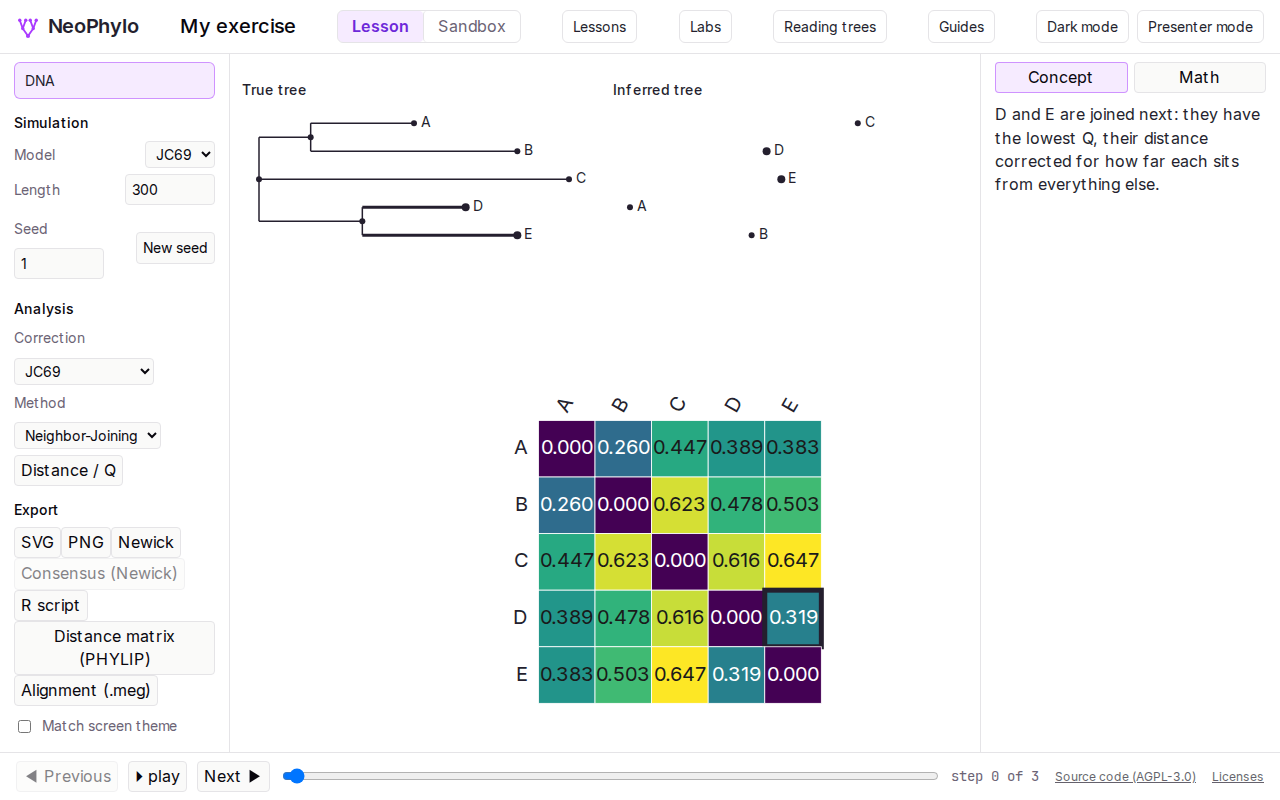 NeoPhylo My exercise Lesson Sandbox Lessons Labs Reading trees Guides Dark mode Presenter mode
DNA
Simulation
Model JC69
Length 300
Seed
1
New seed
Analysis
Correction
JC69
Method
Neighbor-Joining
Distance / Q
Export
SVG PNG Newick
Consensus (Newick)
R script
Distance matrix
(PHYLIP)
Alignment (.meg)
Match screen theme
True tree
A
B
C
D
E
Inferred tree
C
D
E
A
B
A B C D E
A 0.000 0.260 0.447 0.389 0.383
B 0.260 0.000 0.623 0.478 0.503
C 0.447 0.623 0.000 0.616 0.647
D 0.389 0.478 0.616 0.000 0.319
E 0.383 0.503 0.647 0.319 0.000
Concept Math
D and E are joined next: they have
the lowest Q, their distance
corrected for how far each sits
from everything else.
Previous play Next step 0 of 3 Source code (AGPL-3.0) Licenses